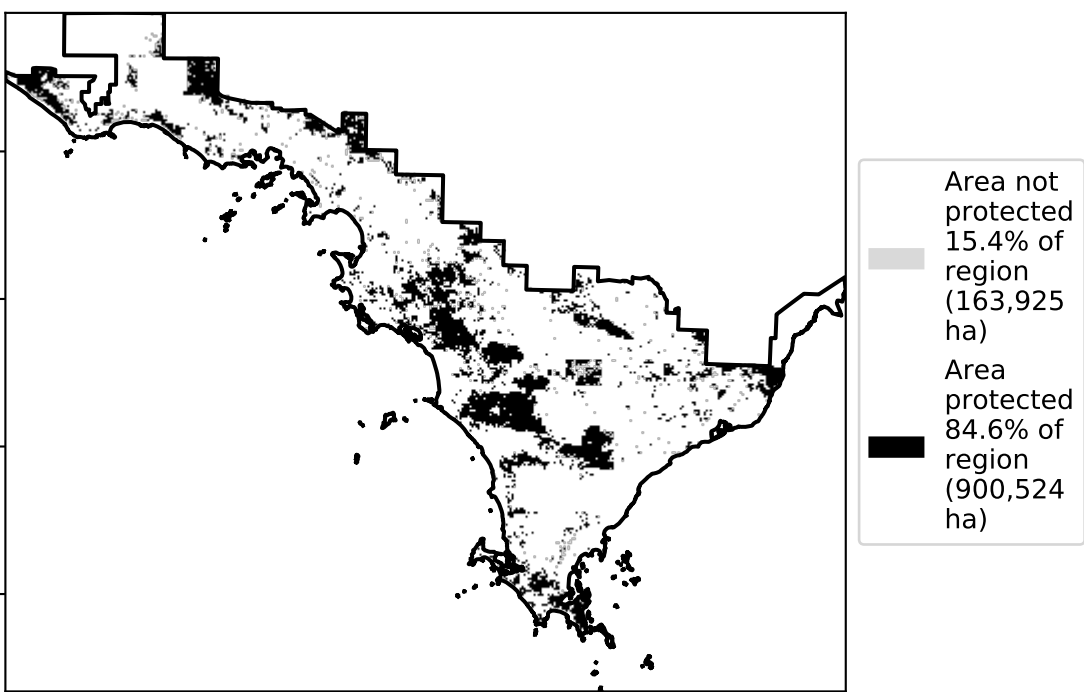 Area not
protected
15.4% of
region
(163,925
ha)
Area
protected
84.6% of
region
(900,524
ha)